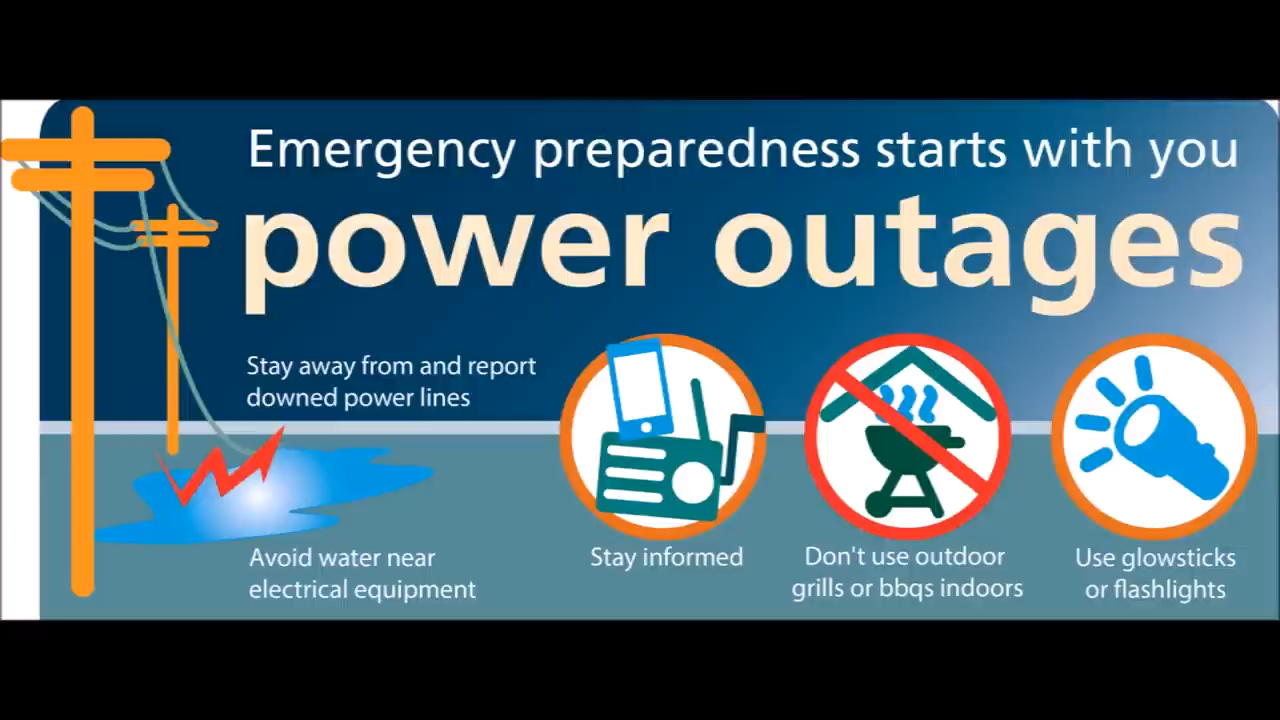 Emergency preparedness starts with you
power outages
Stay away from and report
downed power lines
Avoid water near
electrical equipment
Stay informed
Don't use outdoor
grills or bbqs indoors
Use glowsticks
or flashlights